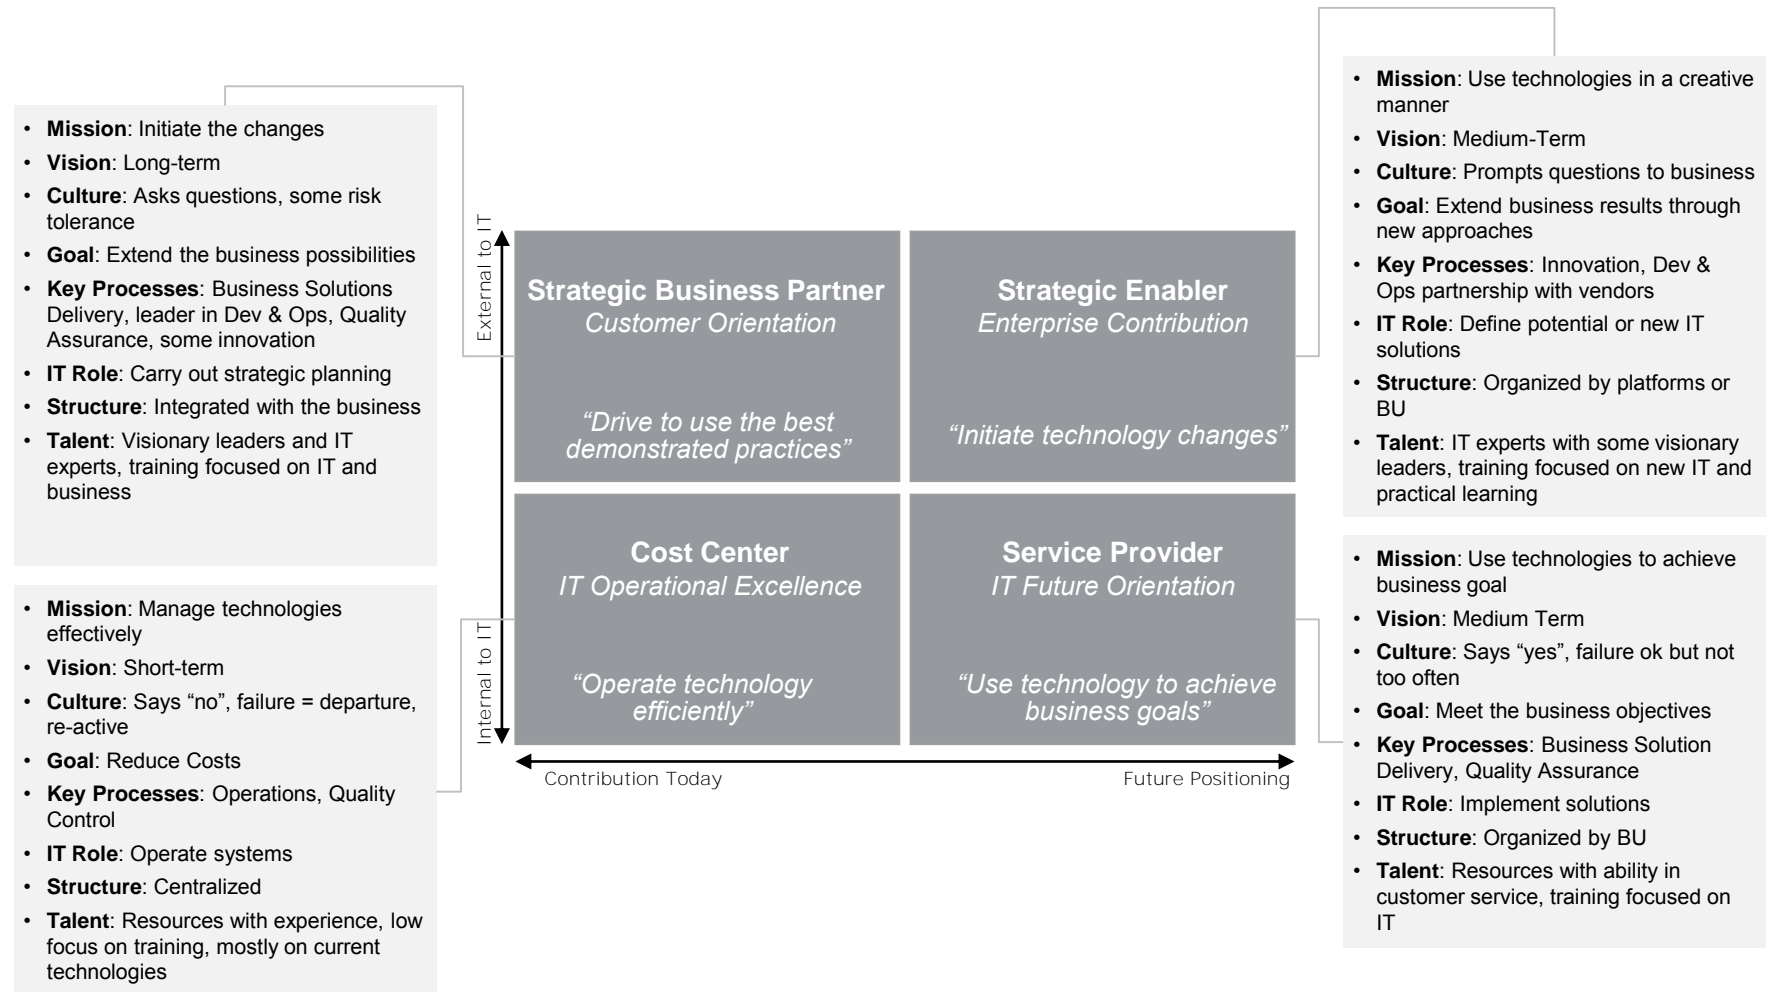 • Mission: Initiate the changes
• Vision: Long-term
• Culture: Asks questions, some risk
tolerance
• Goal: Extend the business possibilities
• Key Processes: Business Solutions
Delivery, leader in Dev & Ops, Quality
Assurance, some innovation
• IT Role: Carry out strategic planning
• Structure: Integrated with the business
• Talent: Visionary leaders and IT
experts, training focused on IT and
business
• Mission: Manage technologies
effectively
• Vision: Short-term
• Culture: Says “no”, failure = departure,
re-active
• Goal: Reduce Costs
• Key Processes: Operations, Quality
Control
• IT Role: Operate systems
• Structure: Centralized
• Talent: Resources with experience, low
focus on training, mostly on current
technologies
External to IT
Internal to IT
Strategic Business Partner
Customer Orientation
“Drive to use the best
demonstrated practices”
Strategic Enabler
Enterprise Contribution
“Initiate technology changes”
Cost Center
IT Operational Excellence
“Operate technology
efficiently”
Service Provider
IT Future Orientation
“Use technology to achieve
business goals”
Contribution Today
Future Positioning
• Mission: Use technologies in a creative
manner
• Vision: Medium-Term
• Culture: Prompts questions to business
• Goal: Extend business results through
new approaches
• Key Processes: Innovation, Dev &
Ops partnership with vendors
• IT Role: Define potential or new IT
solutions
• Structure: Organized by platforms or
BU
• Talent: IT experts with some visionary
leaders, training focused on new IT and
practical learning
• Mission: Use technologies to achieve
business goal
• Vision: Medium Term
• Culture: Says “yes”, failure ok but not
too often
• Goal: Meet the business objectives
• Key Processes: Business Solution
Delivery, Quality Assurance
• IT Role: Implement solutions
• Structure: Organized by BU
• Talent: Resources with ability in
customer service, training focused on
IT